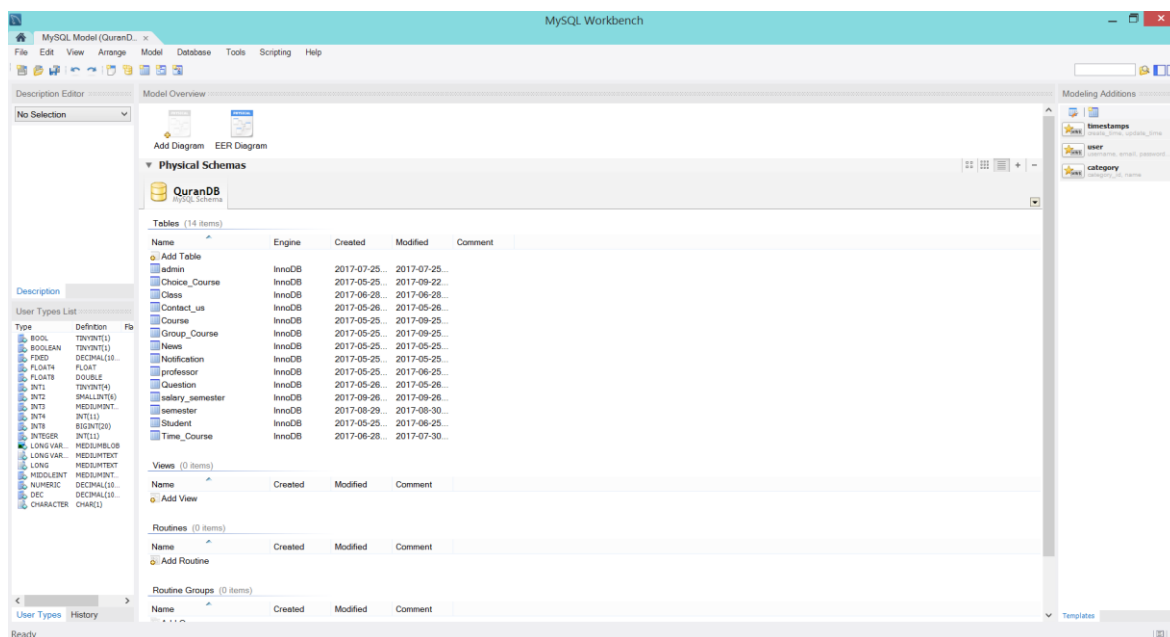 MySQL Workbench
MySQL Model (QuranD...
File Edit View Arrange Model Database Tools Scripting Help
Description Editor
No Selection
Description
User Types List
Type Definition Fla
BOOL TINYINT(1)
BOOLEAN TINYINT(1)
FIXED DECIMAL(10...
FLOAT4 FLOAT
FLOAT8 DOUBLE
INT1 TINYINT(4)
INT2 SMALLINT(6)
INT3 MEDIUMINT...
INT4 INT(11)
INT8 BIGINT(20)
INTEGER INT(11)
LONG VAR... MEDIUMBLOB
LONG VAR... MEDIUMTEXT
LONG MEDIUMTEXT
MIDDLEINT MEDIUMINT...
NUMERIC DECIMAL(10...
DEC DECIMAL(10...
CHARACTER CHAR(1)
User Types History
Model Overview
Add Diagram EER Diagram
Physical Schemas
QuranDB
MySQL Schema
Tables (14 items)
Name Engine Created Modified Comment
Add Table
admin InnoDB 2017-07-25... 2017-07-25...
Choice_Course InnoDB 2017-05-25... 2017-09-22...
Class InnoDB 2017-06-28... 2017-06-28...
Contact_us InnoDB 2017-05-26... 2017-05-26...
Course InnoDB 2017-05-25... 2017-09-25...
Group_Course InnoDB 2017-05-25... 2017-09-25...
News InnoDB 2017-05-25... 2017-05-25...
Notification InnoDB 2017-05-25... 2017-05-25...
professor InnoDB 2017-05-25... 2017-06-25...
Question InnoDB 2017-05-26... 2017-05-26...
salary_semester InnoDB 2017-09-26... 2017-09-26...
semester InnoDB 2017-08-29... 2017-08-30...
Student InnoDB 2017-05-25... 2017-06-25...
Time_Course InnoDB 2017-06-28... 2017-07-30...
Views (0 items)
Name Created Modified Comment
Add View
Routines (0 items)
Name Created Modified Comment
Add Routine
Routine Groups (0 items)
Name Created Modified Comment
Modeling Additions
timestamps
create_time, update_time
user
username, email, password...
category
category_id, name
Templates
Ready